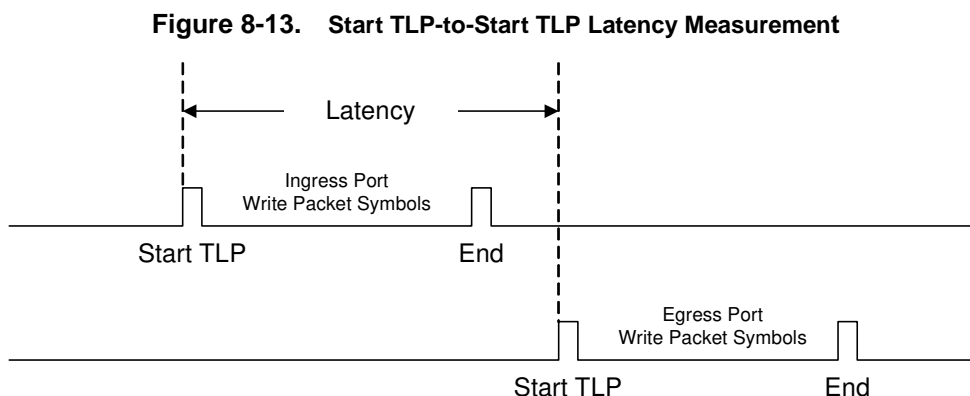 Figure 8-13. Start TLP-to-Start TLP Latency Measurement
Latency
Ingress Port
Write Packet Symbols
Start TLP End
Egress Port
Write Packet Symbols
Start TLP End